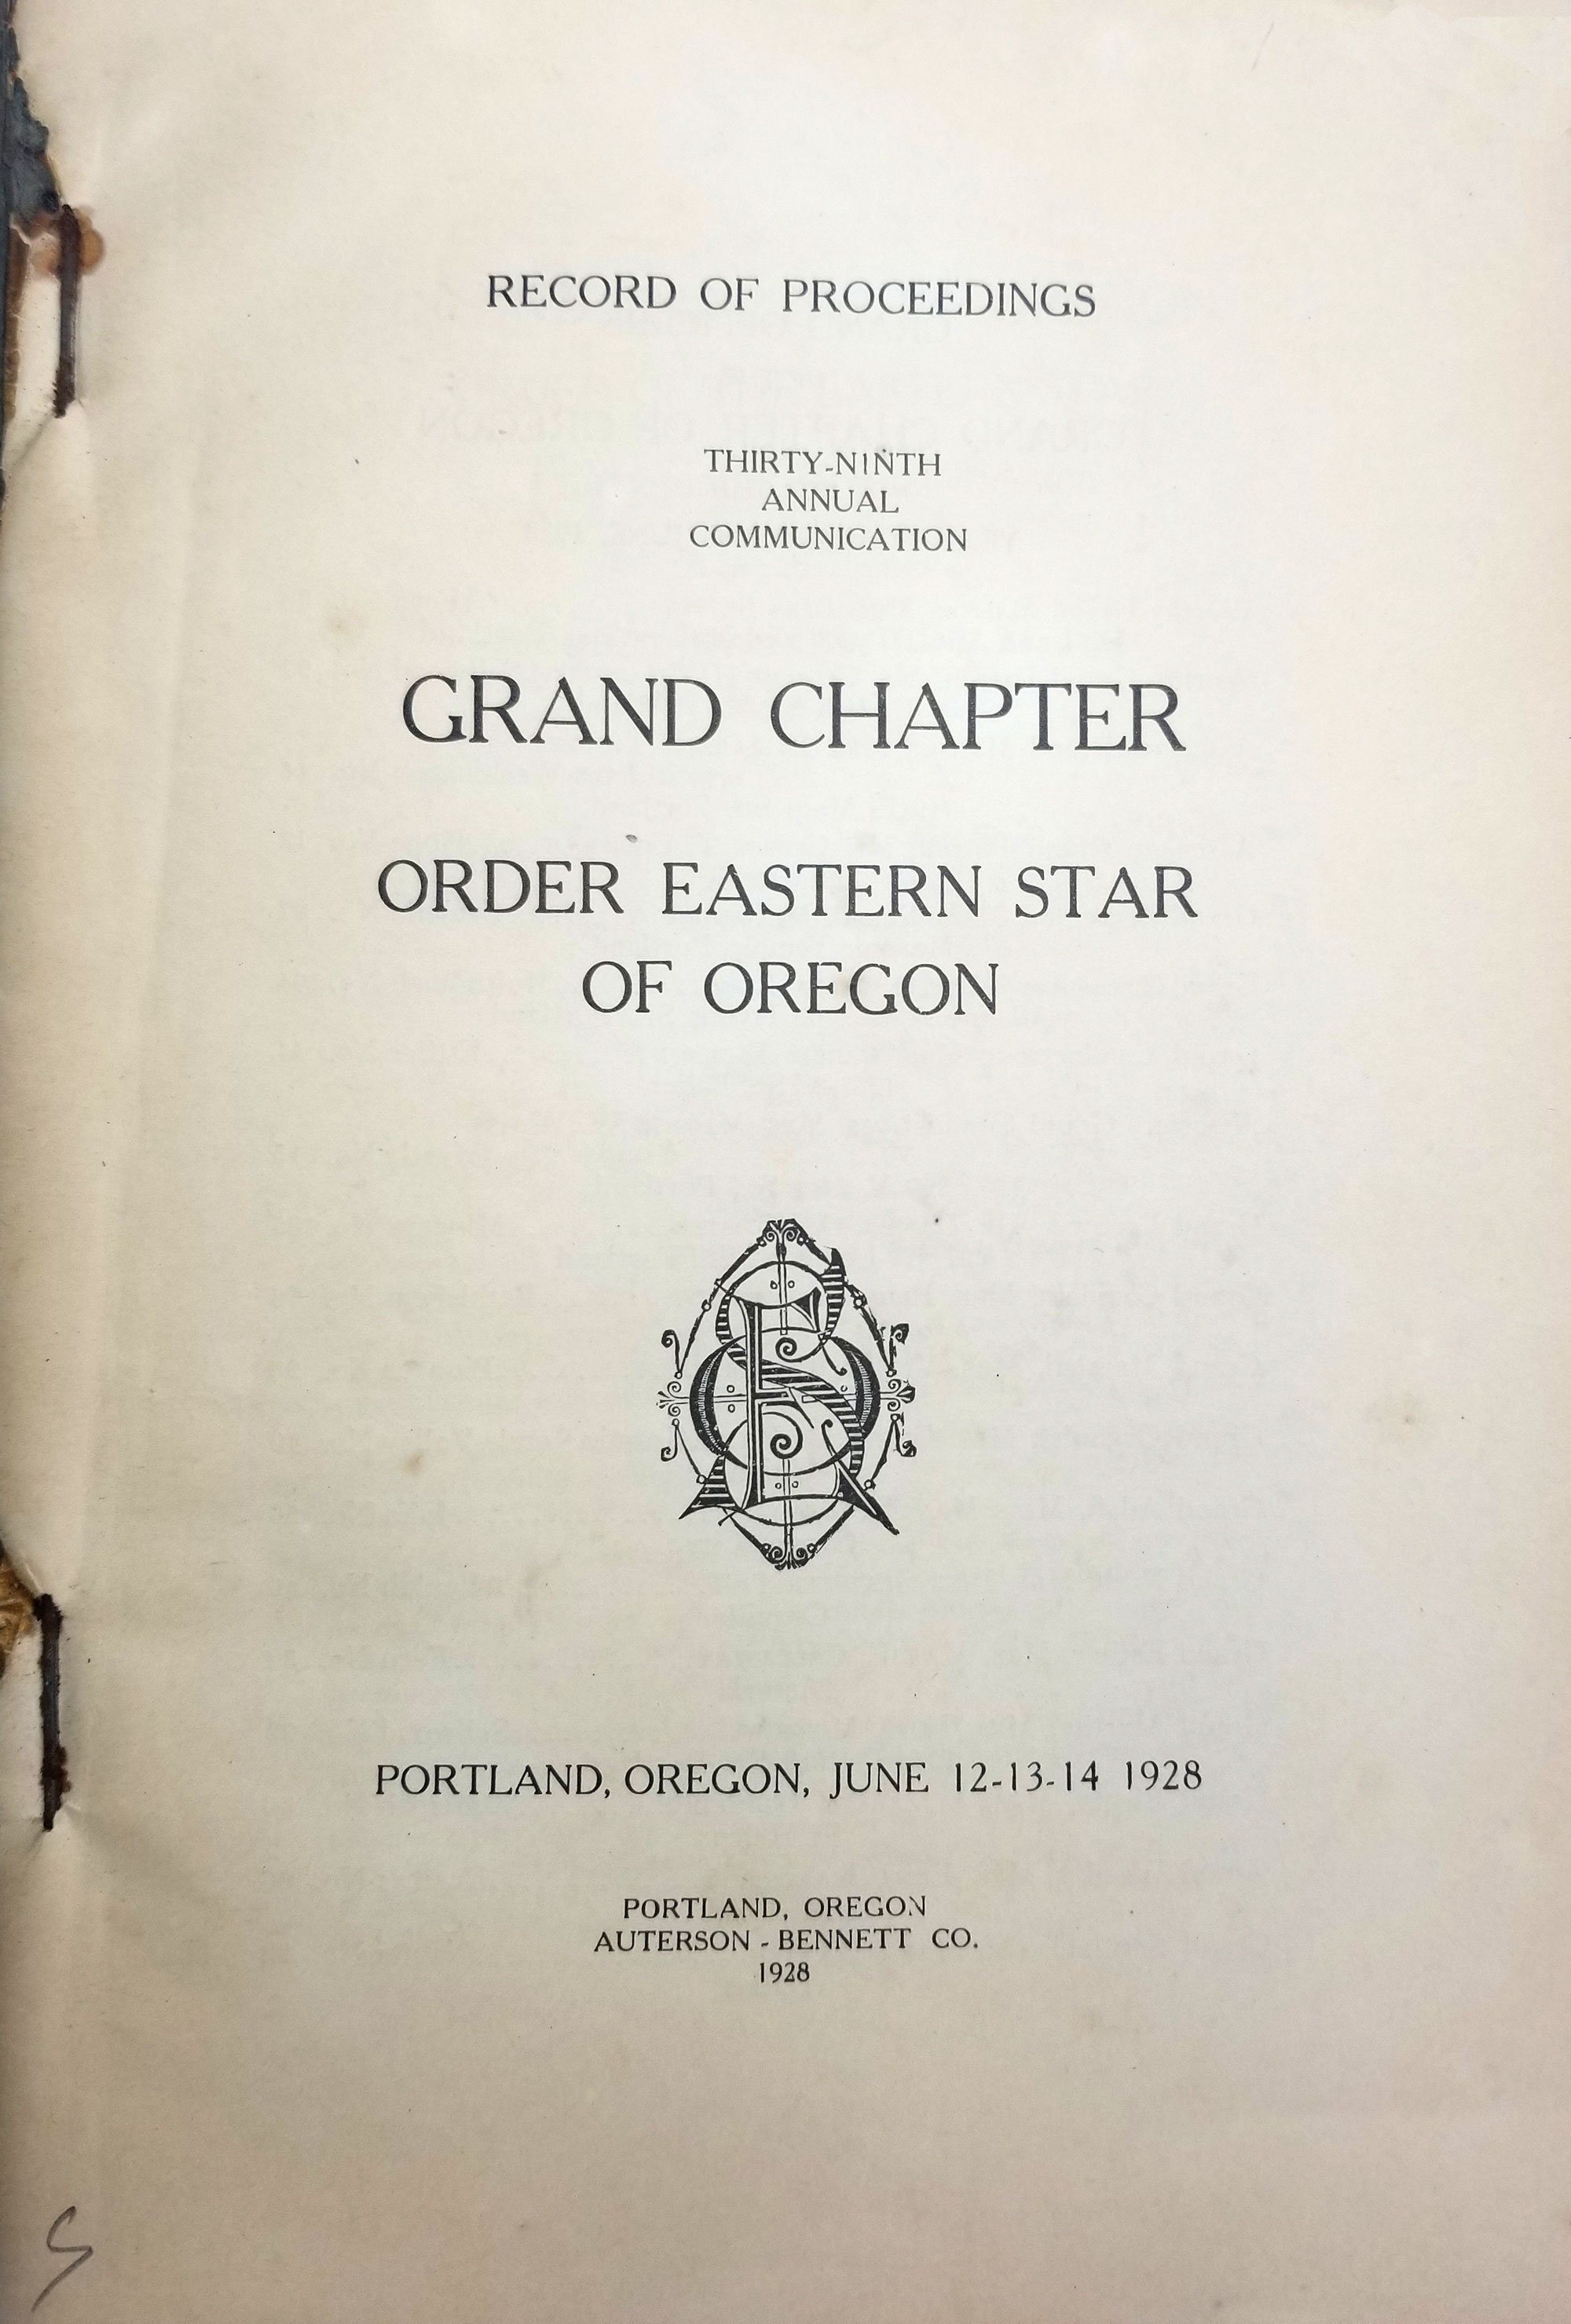 RECORD OF PROCEEDINGS
THIRTY-NINTH
ANNUAL
COMMUNICATION
GRAND CHAPTER
ORDER EASTERN STAR
OF OREGON
OES
PORTLAND, OREGON, JUNE 12-13-14 1928
PORTLAND, OREGON
AUTERSON - BENNETT CO.
1928